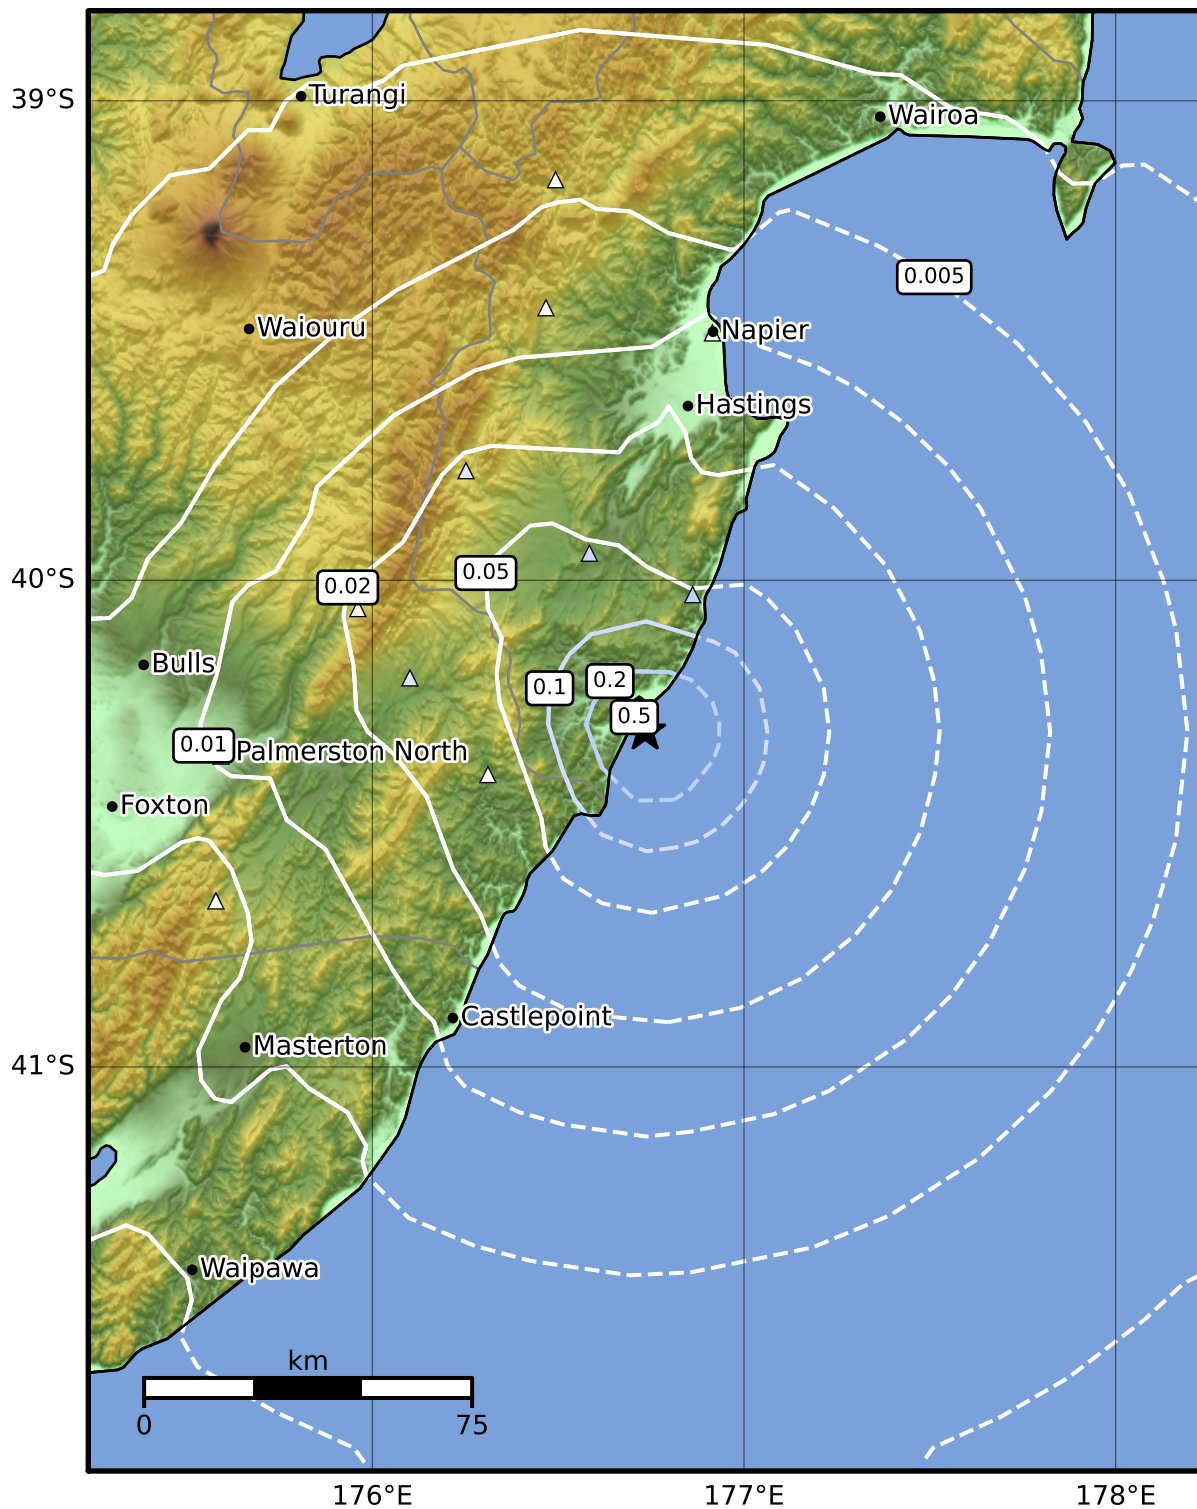 39°S
Turangi
Wairoa
0.005
Waiouru
Napier
Hastings
40°S
0.02
0.05
Bulls
0.1
0.2
0.5
0.01
Palmerston North
Foxton
Castlepoint
Masterton
41°S
Waipawa
km
0
75
176°E
177°E
178°E